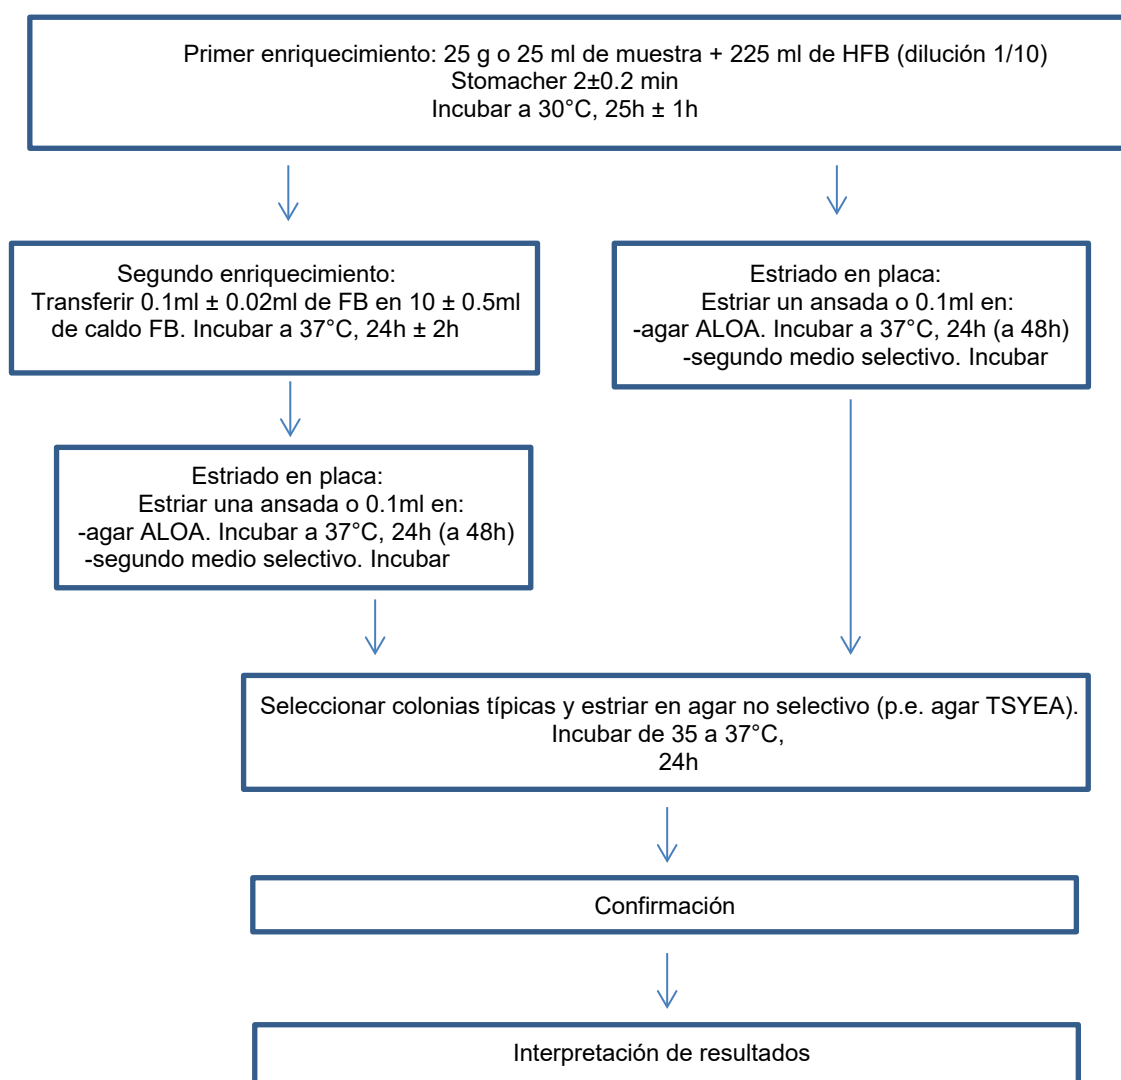 Primer enriquecimiento: 25 g o 25 ml de muestra + 225 ml de HFB (dilución 1/10)
Stomacher 2±0.2 min
Incubar a 30°C, 25h ± 1h
Segundo enriquecimiento:
Transferir 0.1ml ± 0.02ml de FB en 10 ± 0.5ml
de caldo FB. Incubar a 37°C, 24h ± 2h
Estriado en placa:
Estriar un ansada o 0.1ml en:
-agar ALOA. Incubar a 37°C, 24h (a 48h)
-segundo medio selectivo. Incubar
Estriado en placa:
Estriar una ansada o 0.1ml en:
-agar ALOA. Incubar a 37°C, 24h (a 48h)
-segundo medio selectivo. Incubar
Seleccionar colonias típicas y estriar en agar no selectivo (p.e. agar TSYEA).
Incubar de 35 a 37°C,
24h
Confirmación
Interpretación de resultados